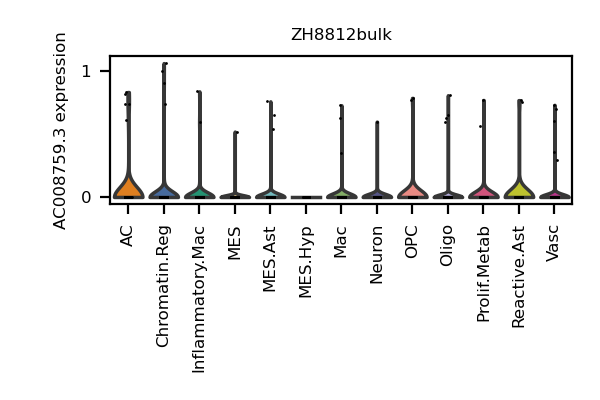 ZH8812bulk
AC008759.3 expression
1
0
AC
Chromatin.Reg
Inflammatory.Mac
MES
MES.Ast
MES.Hyp
Mac
Neuron
OPC
Oligo
Prolif.Metab
Reactive.Ast
Vasc